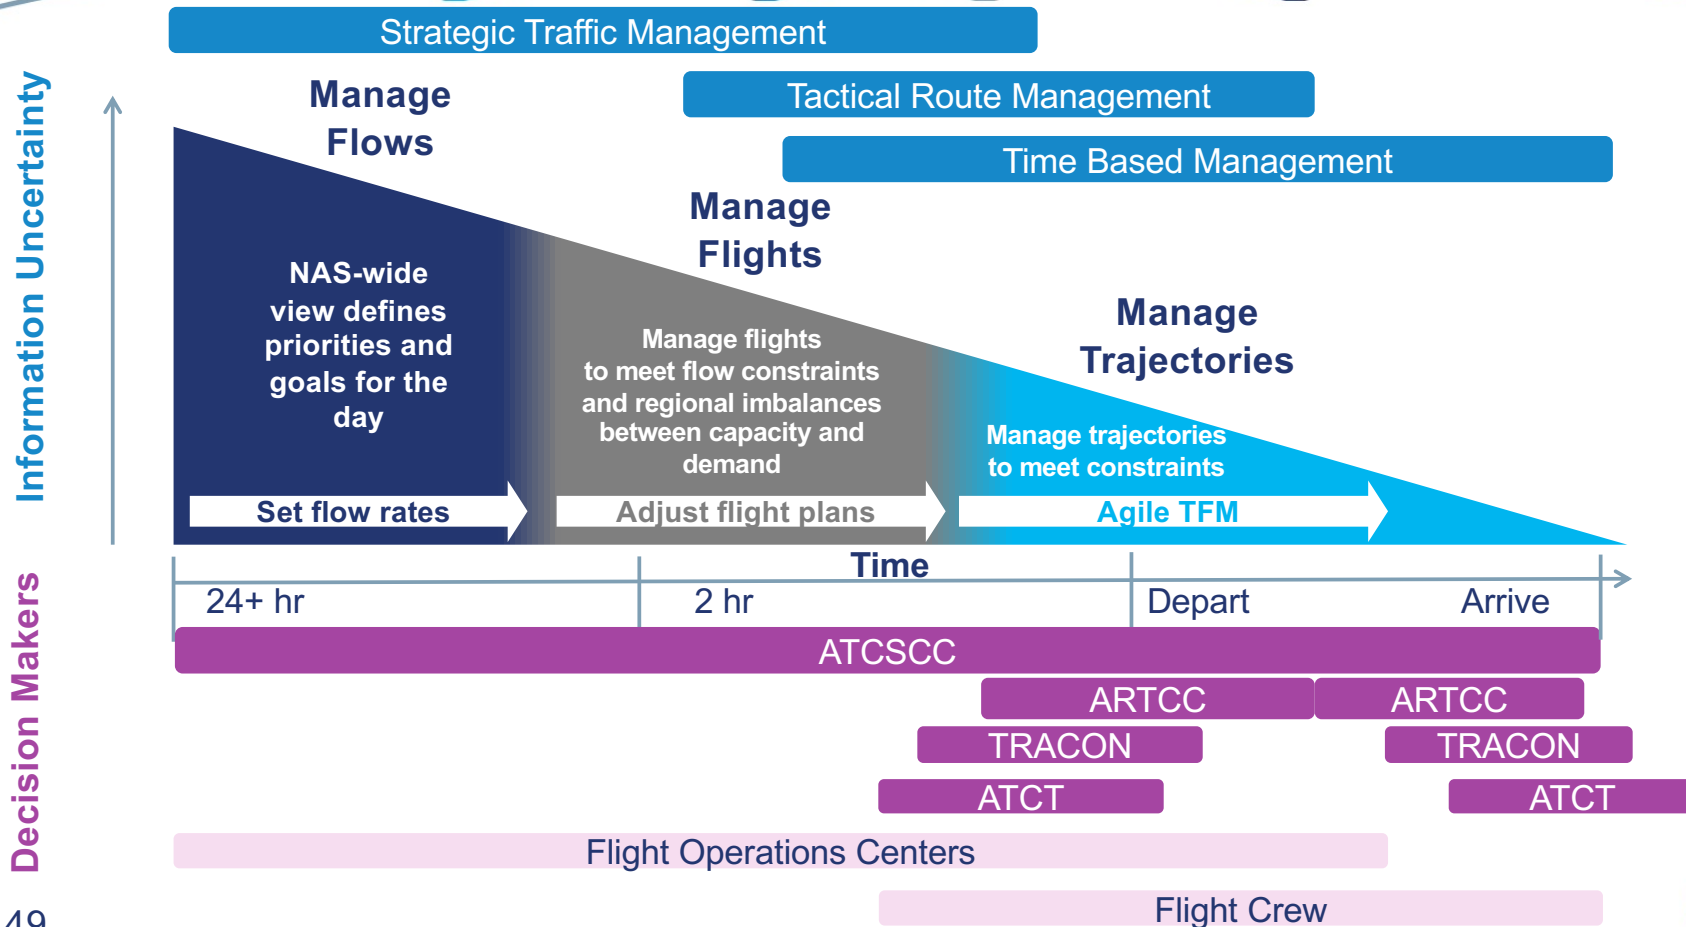 Strategic Traffic Management
Tactical Route Management
Time Based Management
Information Uncertainty
Manage
Flows
Manage
Flights
Manage
Trajectories
NAS-wide
view defines
priorities and
goals for the
day
Manage flights
to meet flow constraints
and regional imbalances
between capacity and
demand
Manage trajectories
to meet constraints
Set flow rates
Adjust flight plans
Agile TFM
Time
24+ hr
2 hr
Depart
Arrive
Decision Makers
ATCSCC
ARTCC
ARTCC
TRACON
TRACON
ATCT
ATCT
Flight Operations Centers
Flight Crew
49